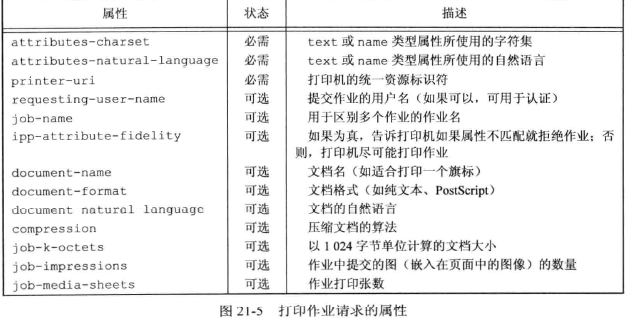 属性 状态 描述
attributes-charset 必需 text 或 name 类型属性所使用的字符集
attributes-natural-language 必需 text 或 name 类型属性所使用的自然语言
printer-uri 必需 打印机的统一资源标识符
requesting-user-name 可选 提交作业的用户名（如果可以，可用于认证）
job-name 可选 用于区别多个作业的作业名
ipp-attribute-fidelity 可选 如果为真，告诉打印机如果属性不匹配就拒绝作业；否
则，打印机尽可能打印作业
document-name 可选 文档名（如适合打印一个旗标）
document-format 可选 文档格式（如纯文本、PostScript）
document natural language 可选 文档的自然语言
compression 可选 压缩文档的算法
job-k-octets 可选 以 1 024 字节单位计算的文档大小
job-impressions 可选 作业中提交的图（嵌入在页面中的图像）的数量
job-media-sheets 可选 作业打印张数
图 21-5 打印作业请求的属性